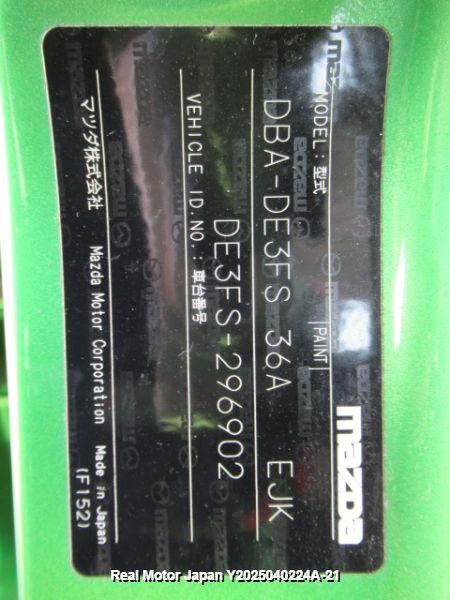 mazda
MODEL:型式 |PAINT|
DBA-DE3FS 36A EJK
VEHICLE ID.NO.:車台番号
DE3FS-296902
マツダ株式会社 Mazda Motor Corporation Made in Japan
(F152)
Real Motor Japan Y2025040224A-21